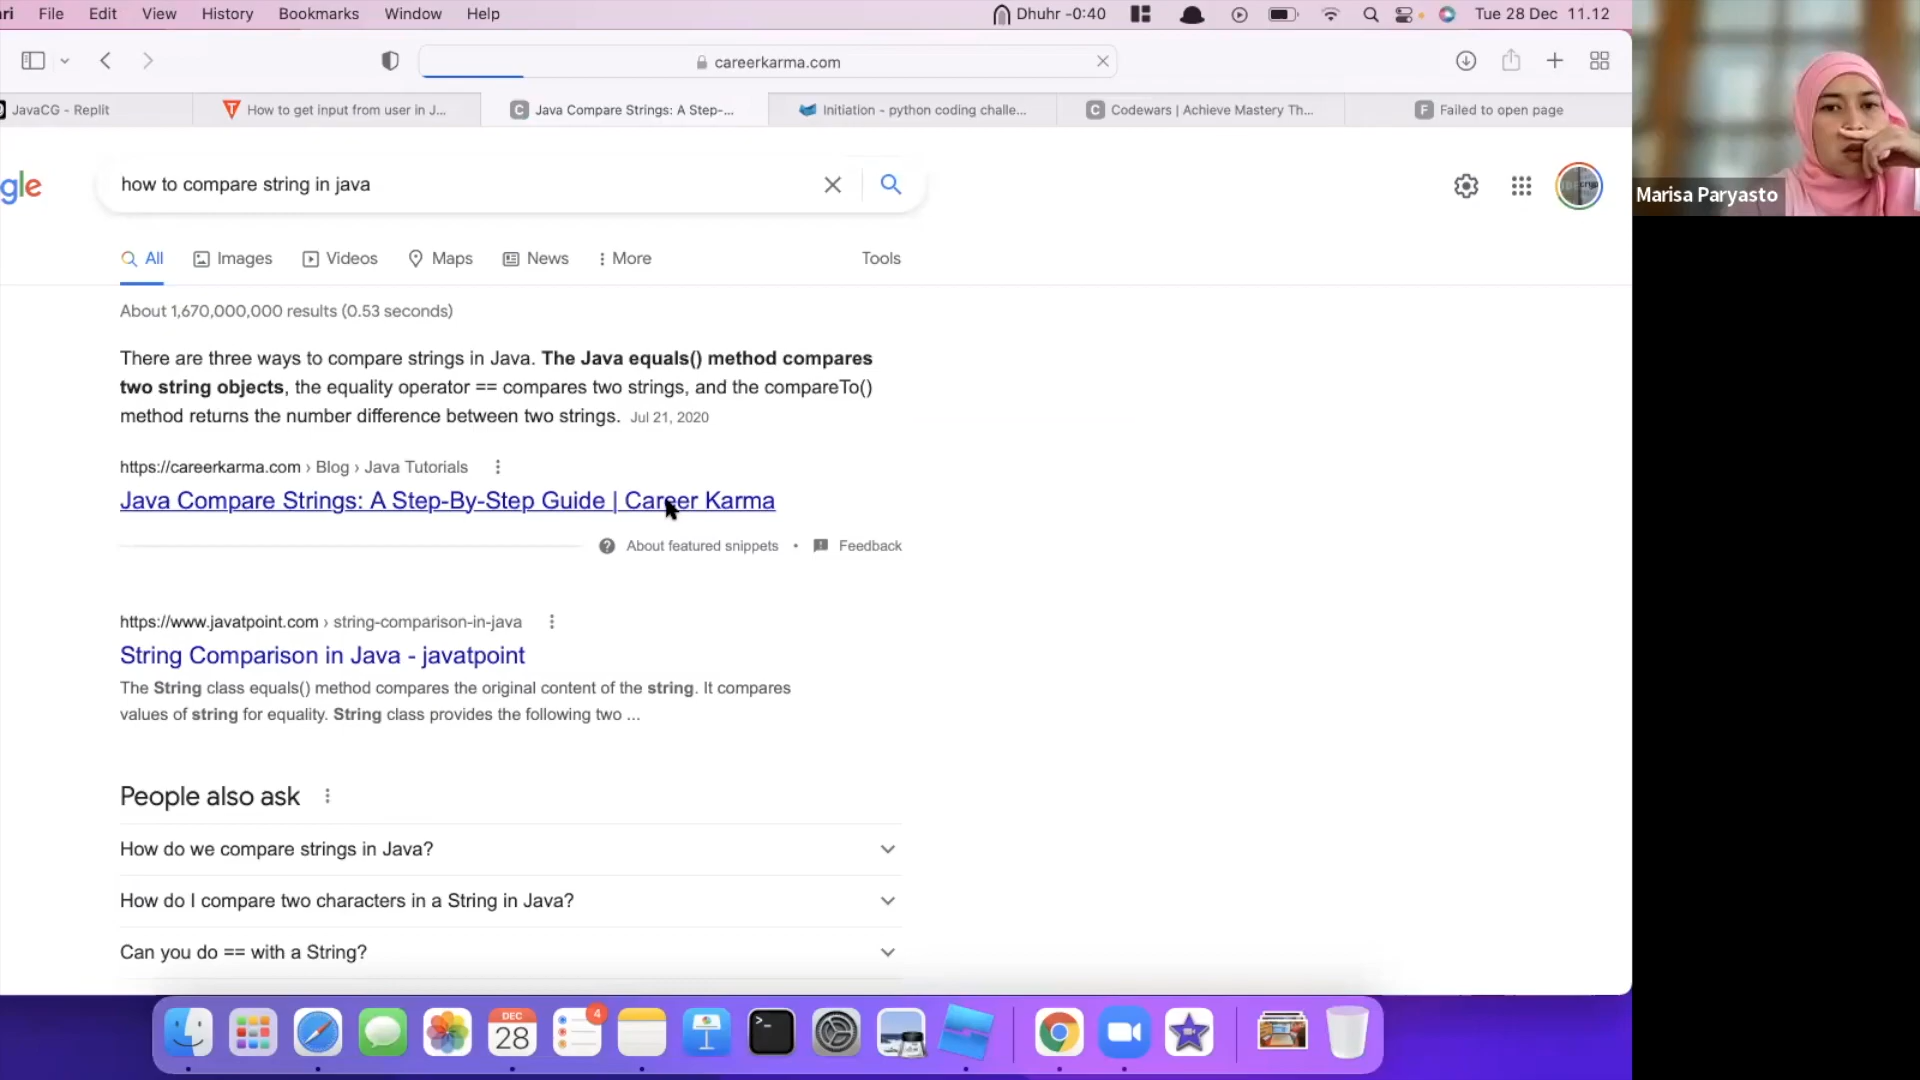 ri File Edit View History Bookmarks Window Help Dhuhr -0:40 Tue 28 Dec 11.12
careerkarma.com
JavaCG - Replit
How to get input from user in J...
Java Compare Strings: A Step-...
Initiation - python coding challe...
Codewars | Achieve Mastery Th...
F Failed to open page
gle how to compare string in java
All Images Videos Maps News More Tools
About 1,670,000,000 results (0.53 seconds)
There are three ways to compare strings in Java. The Java equals() method compares
two string objects, the equality operator == compares two strings, and the compareTo()
method returns the number difference between two strings. Jul 21, 2020
https://careerkarma.com › Blog › Java Tutorials
Java Compare Strings: A Step-By-Step Guide | Career Karma
About featured snippets • Feedback
https://www.javatpoint.com › string-comparison-in-java
String Comparison in Java - javatpoint
The String class equals() method compares the original content of the string. It compares
values of string for equality. String class provides the following two ...
People also ask
How do we compare strings in Java?
How do I compare two characters in a String in Java?
Can you do == with a String?
DEC
28
4
Marisa Paryasto